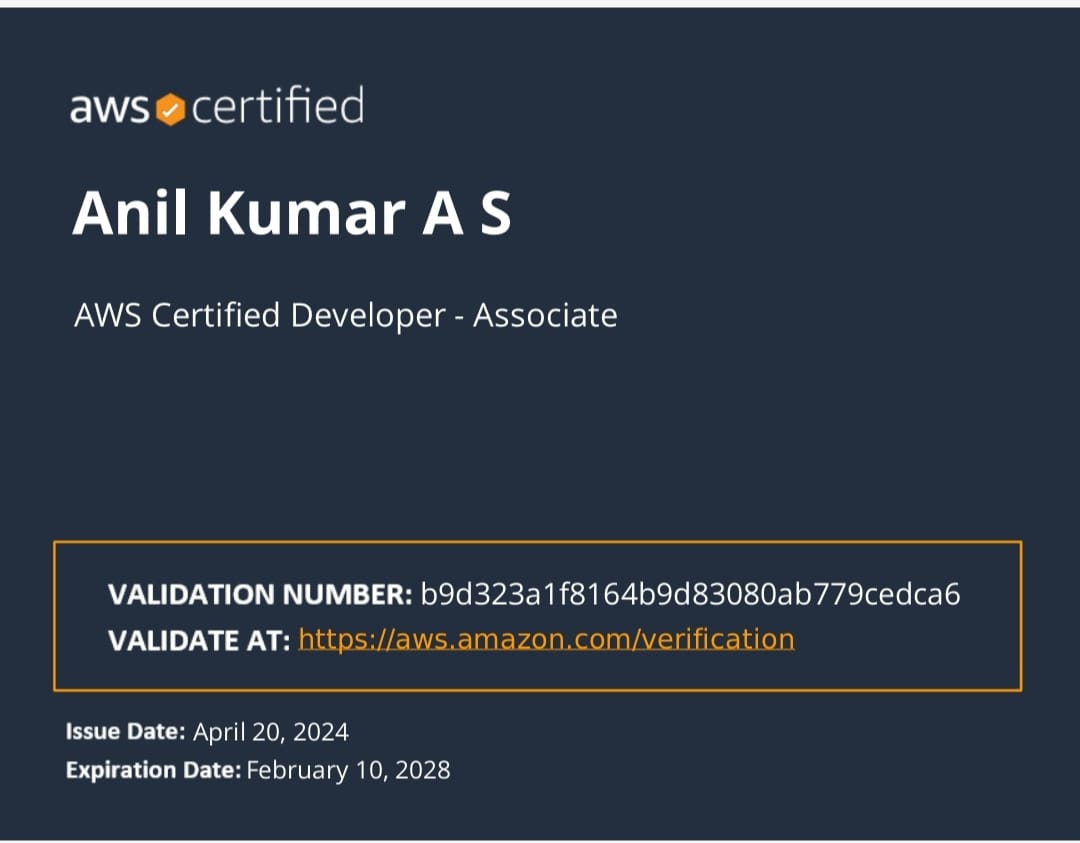 aws certified
Anil Kumar A S
AWS Certified Developer - Associate
VALIDATION NUMBER: b9d323a1f8164b9d83080ab779cedca6
VALIDATE AT: https://aws.amazon.com/verification
Issue Date: April 20, 2024
Expiration Date: February 10, 2028